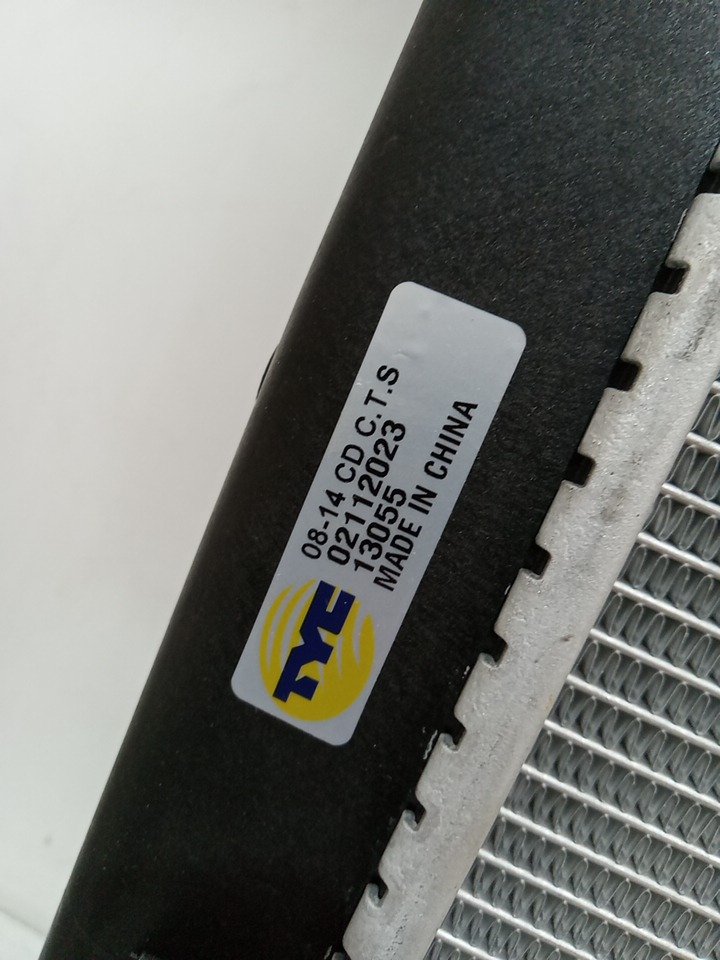 TYC
08-14 CD C.T.S
02112023
13055
MADE IN CHINA